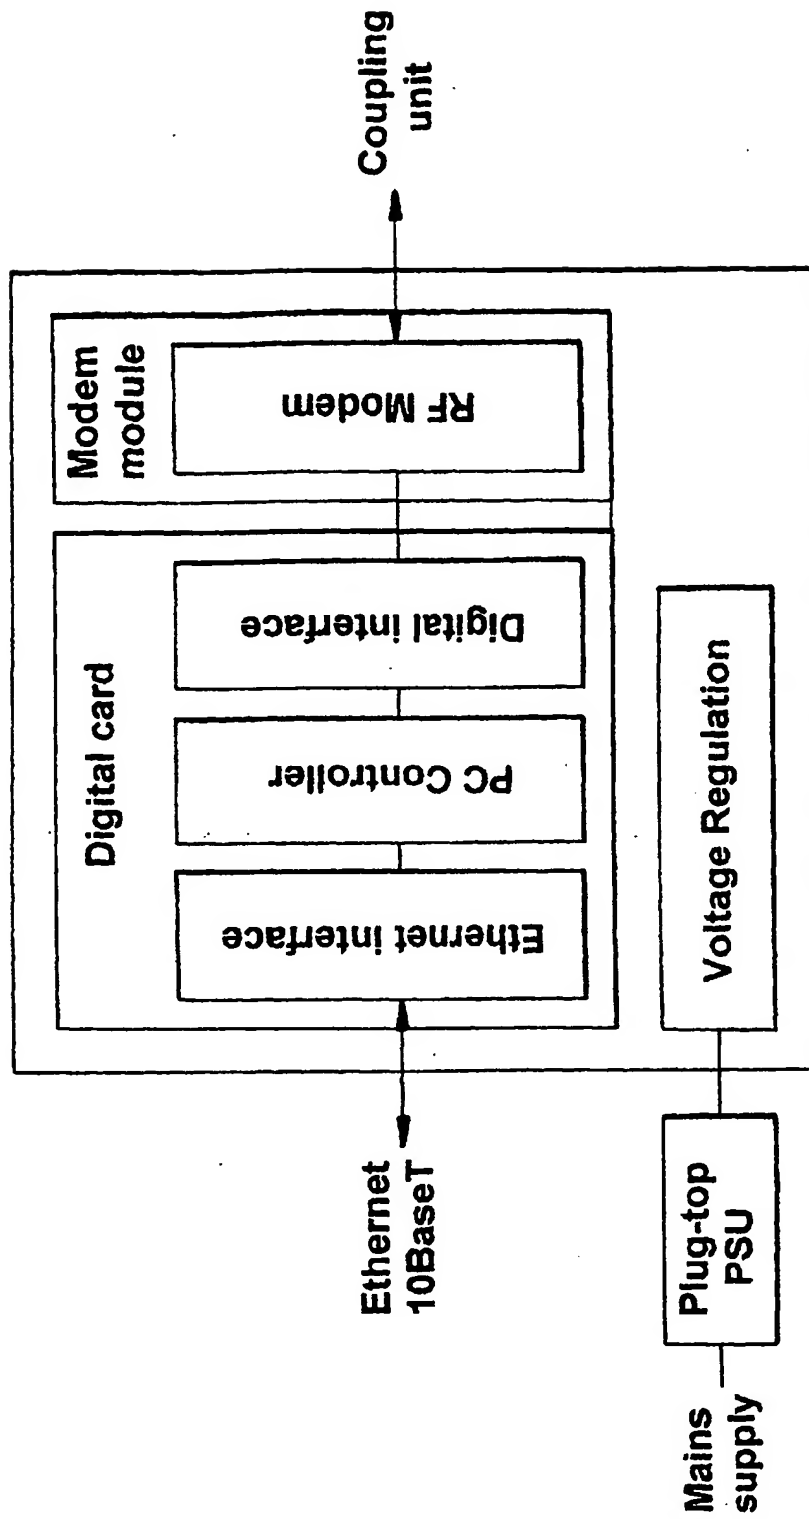 Digital card
Modem
module
Ethernet
10BaseT
Ethernet interface
PC Controller
Digital interface
RF Modem
Coupling
unit
Mains
supply
Plug-top
PSU
Voltage Regulation